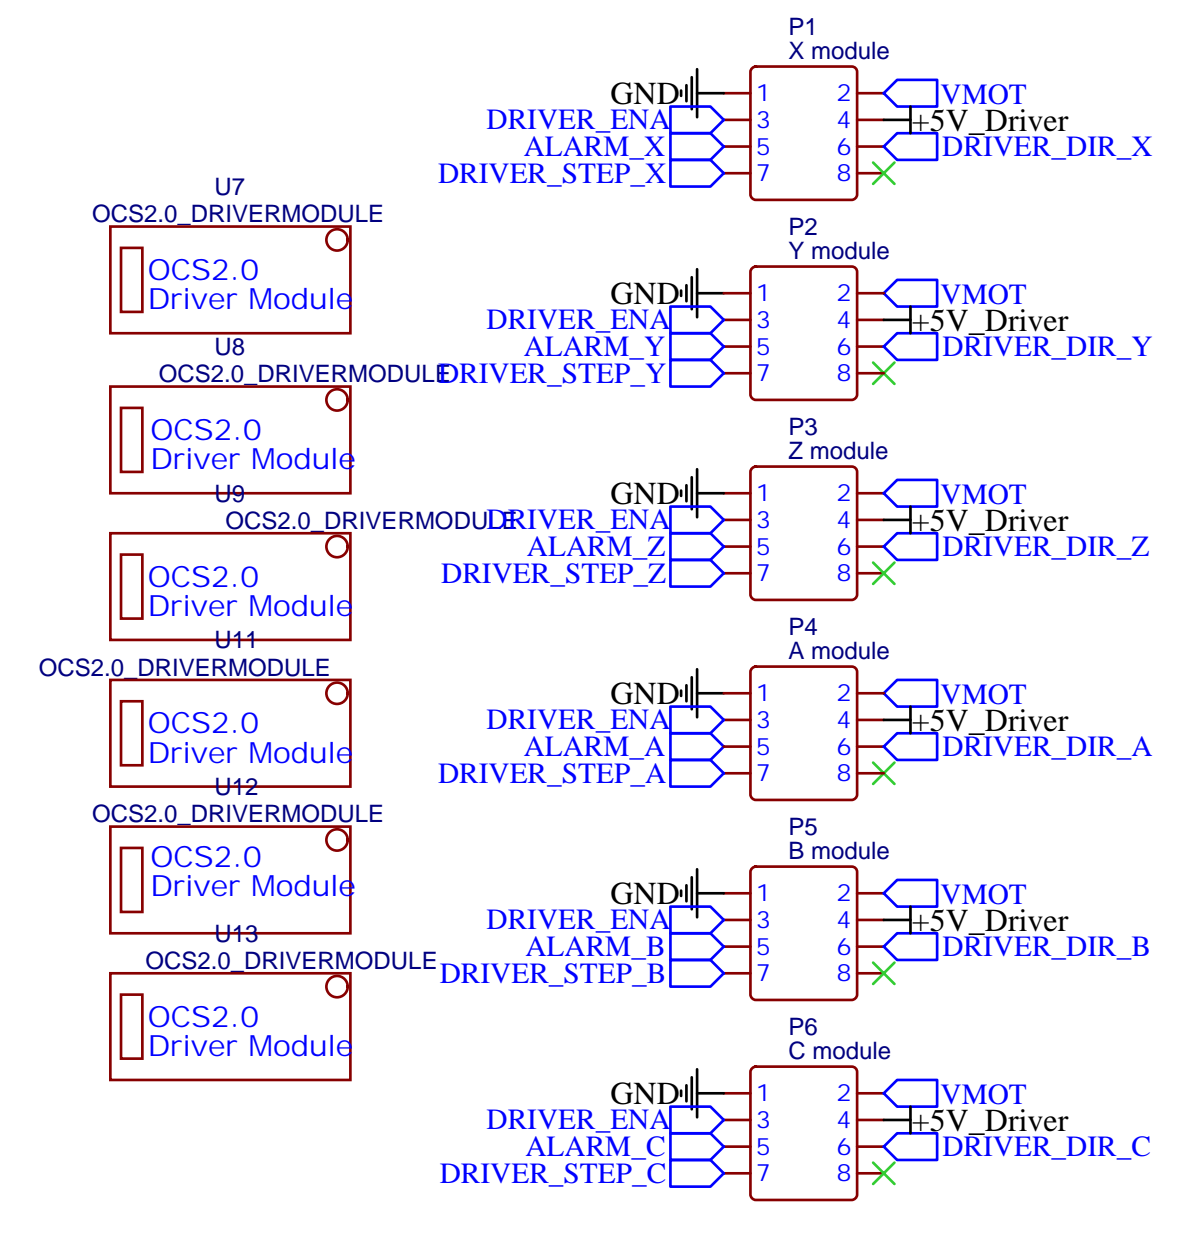 U7
OCS2.0_DRIVERMODULE
OCS2.0
Driver Module
U8
OCS2.0_DRIVERMODULE
OCS2.0
Driver Module
U9
OCS2.0_DRIVERMODULE
OCS2.0
Driver Module
U11
OCS2.0_DRIVERMODULE
OCS2.0
Driver Module
U12
OCS2.0_DRIVERMODULE
OCS2.0
Driver Module
U13
OCS2.0_DRIVERMODULE
OCS2.0
Driver Module
P1
X module
GND 1 2 VMOT
DRIVER_ENA 3 4 +5V_Driver
ALARM_X 5 6 DRIVER_DIR_X
DRIVER_STEP_X 7 8
P2
Y module
GND 1 2 VMOT
DRIVER_ENA 3 4 +5V_Driver
ALARM_Y 5 6 DRIVER_DIR_Y
DRIVER_STEP_Y 7 8
P3
Z module
GND 1 2 VMOT
DRIVER_ENA 3 4 +5V_Driver
ALARM_Z 5 6 DRIVER_DIR_Z
DRIVER_STEP_Z 7 8
P4
A module
GND 1 2 VMOT
DRIVER_ENA 3 4 +5V_Driver
ALARM_A 5 6 DRIVER_DIR_A
DRIVER_STEP_A 7 8
P5
B module
GND 1 2 VMOT
DRIVER_ENA 3 4 +5V_Driver
ALARM_B 5 6 DRIVER_DIR_B
DRIVER_STEP_B 7 8
P6
C module
GND 1 2 VMOT
DRIVER_ENA 3 4 +5V_Driver
ALARM_C 5 6 DRIVER_DIR_C
DRIVER_STEP_C 7 8